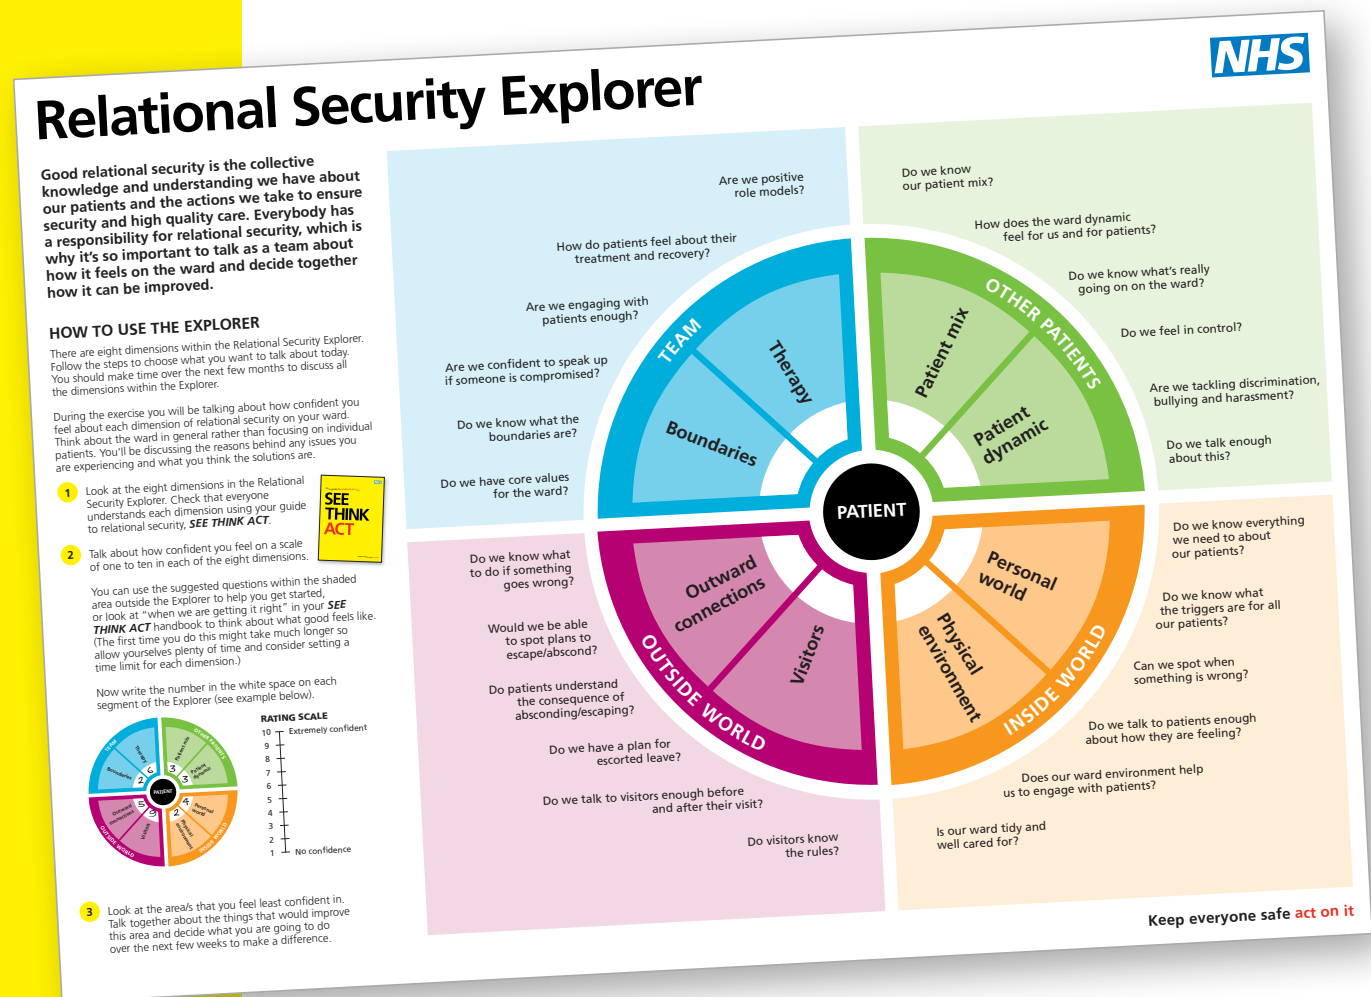 NHS
Relational Security Explorer
Good relational security is the collective
knowledge and understanding we have about
our patients and the actions we take to ensure
security and high quality care. Everybody has
a responsibility for relational security, which is
why it's so important to talk as a team about
how it feels on the ward and decide together
how it can be improved.
HOW TO USE THE EXPLORER
There are eight dimensions within the Relational Security Explorer.
Follow the steps to choose what you want to talk about today.
You should make time over the next few months to discuss all
the dimensions within the Explorer.
During the exercise you will be talking about how confident you
feel about each dimension of relational security on your ward.
Think about the ward in general rather than focusing on individual
patients. You'll be discussing the reasons behind any issues you
are experiencing and what you think the solutions are.
1 Look at the eight dimensions in the Relational
Security Explorer. Check that everyone
understands each dimension using your guide
to relational security, SEE THINK ACT.
SEE
THINK
ACT
2 Talk about how confident you feel on a scale
of one to ten in each of the eight dimensions.
You can use the suggested questions within the shaded
area outside the Explorer to help you get started,
or look at "when we are getting it right" in your SEE
THINK ACT handbook to think about what good feels like.
(The first time you do this might take much longer so
allow yourselves plenty of time and consider setting a
time limit for each dimension.)
Now write the number in the white space on each
segment of the Explorer (see example below).
TEAM
OTHER PATIENTS
Therapy
Patient mix
Boundaries
Patient
dynamic
6
3
2
3
PATIENT
5
4
3
2
Outward
connections
Personal
world
Visitors
Physical
environment
OUTSIDE WORLD
INSIDE WORLD
RATING SCALE
10 Extremely confident
9
8
7
6
5
4
3
2
1 No confidence
3 Look at the area/s that you feel least confident in.
Talk together about the things that would improve
this area and decide what you are going to do
over the next few weeks to make a difference.
Are we positive
role models?
How do patients feel about their
treatment and recovery?
Are we engaging with
patients enough?
Are we confident to speak up
if someone is compromised?
Do we know what the
boundaries are?
Do we have core values
for the ward?
Do we know
our patient mix?
How does the ward dynamic
feel for us and for patients?
Do we know what's really
going on on the ward?
Do we feel in control?
Are we tackling discrimination,
bullying and harassment?
Do we talk enough
about this?
TEAM
Therapy
Boundaries
OTHER PATIENTS
Patient mix
Patient
dynamic
PATIENT
Outward
connections
Visitors
OUTSIDE WORLD
Personal
world
Physical
environment
INSIDE WORLD
Do we know what
to do if something
goes wrong?
Would we be able
to spot plans to
escape/abscond?
Do patients understand
the consequence of
absconding/escaping?
Do we have a plan for
escorted leave?
Do we talk to visitors enough before
and after their visit?
Do visitors know
the rules?
Do we know everything
we need to about
our patients?
Do we know what
the triggers are for all
our patients?
Can we spot when
something is wrong?
Do we talk to patients enough
about how they are feeling?
Does our ward environment help
us to engage with patients?
Is our ward tidy and
well cared for?
Keep everyone safe act on it